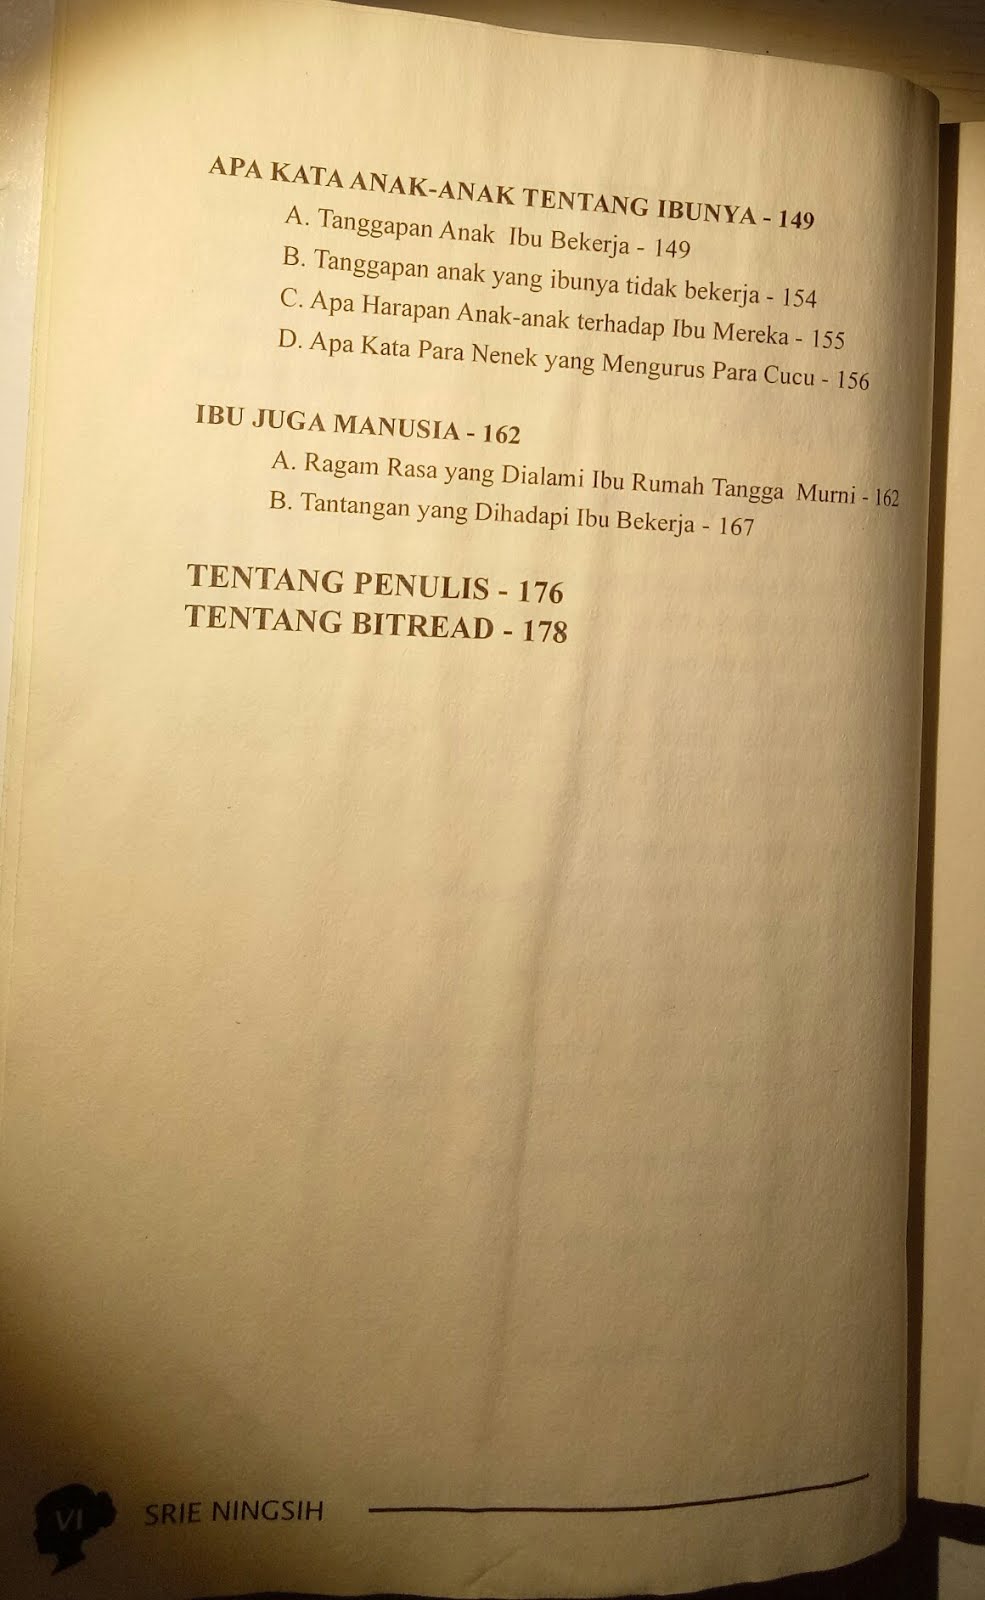 APA KATA ANAK-ANAK TENTANG IBUNYA - 149
A. Tanggapan Anak Ibu Bekerja - 149
B. Tanggapan anak yang ibunya tidak bekerja - 154
C. Apa Harapan Anak-anak terhadap Ibu Mereka - 155
D. Apa Kata Para Nenek yang Mengurus Para Cucu - 156
IBU JUGA MANUSIA - 162
A. Ragam Rasa yang Dialami Ibu Rumah Tangga Murni - 162
B. Tantangan yang Dihadapi Ibu Bekerja - 167
TENTANG PENULIS - 176
TENTANG BITREAD - 178
VI SRIE NINGSIH